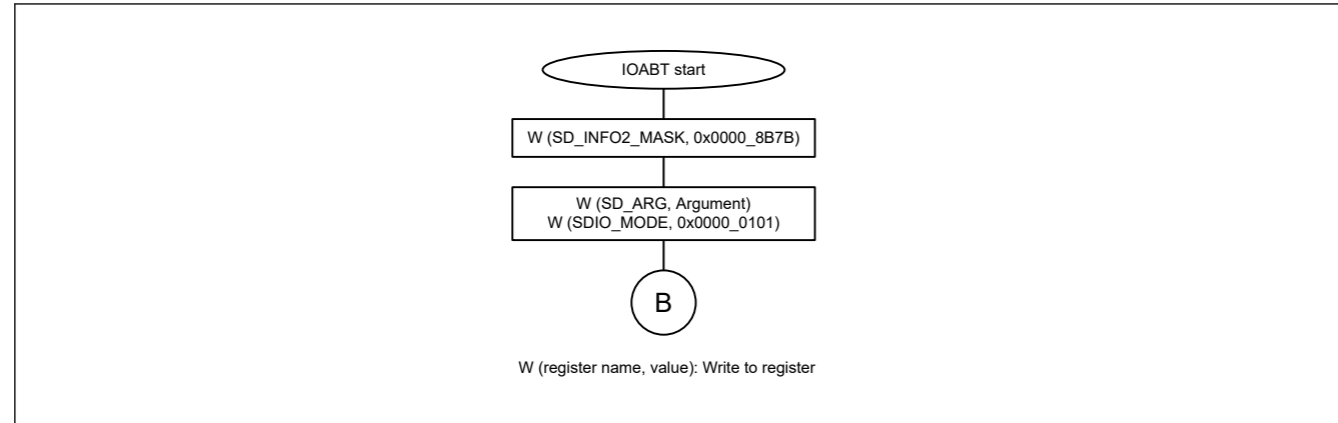 IOABT start
W (SD_INFO2_MASK, 0x0000_8B7B)
W (SD_ARG, Argument)
W (SDIO_MODE, 0x0000_0101)
B
W (register name, value): Write to register